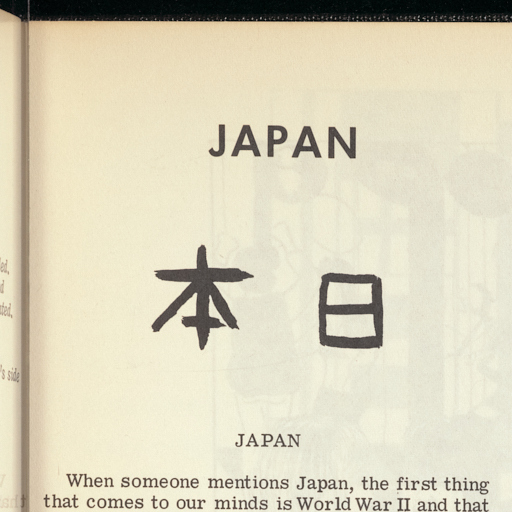 JAPAN
本日
JAPAN
When someone mentions Japan, the first thing
that comes to our minds is World War II and that